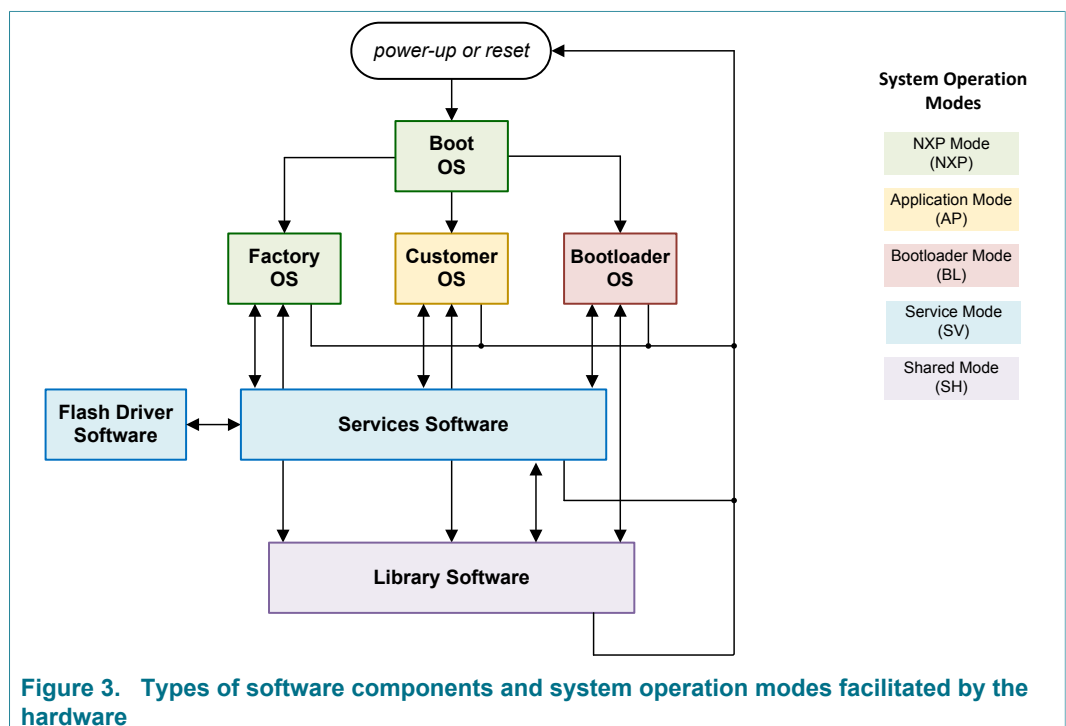 power-up or reset
System Operation
Modes
Boot
OS
NXP Mode
(NXP)
Application Mode
(AP)
Factory
OS
Customer
OS
Bootloader
OS
Bootloader Mode
(BL)
Service Mode
(SV)
Shared Mode
(SH)
Flash Driver
Software
Services Software
Library Software
Figure 3. Types of software components and system operation modes facilitated by the
hardware